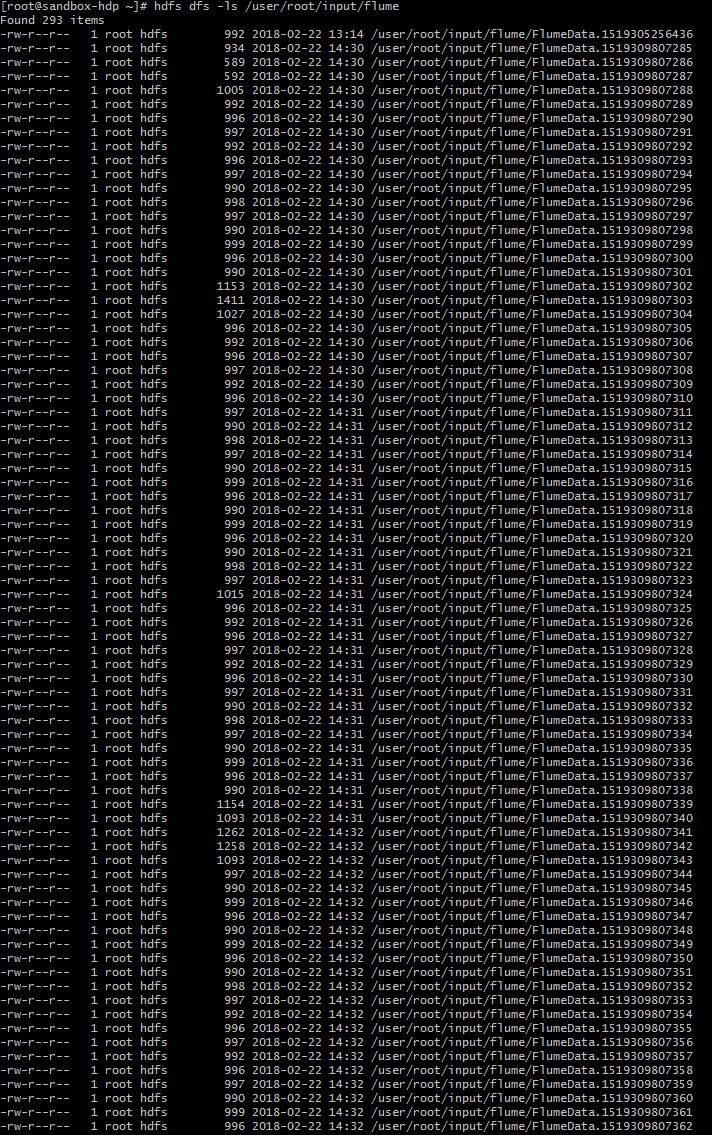 [root@sandbox-hdp ~]# hdfs dfs -ls /user/root/input/flume
Found 293 items
-rw-r--r--   1 root hdfs        992 2018-02-22 13:14 /user/root/input/flume/FlumeData.1519305256436
-rw-r--r--   1 root hdfs        934 2018-02-22 14:30 /user/root/input/flume/FlumeData.1519309807285
-rw-r--r--   1 root hdfs        589 2018-02-22 14:30 /user/root/input/flume/FlumeData.1519309807286
-rw-r--r--   1 root hdfs        592 2018-02-22 14:30 /user/root/input/flume/FlumeData.1519309807287
-rw-r--r--   1 root hdfs       1005 2018-02-22 14:30 /user/root/input/flume/FlumeData.1519309807288
-rw-r--r--   1 root hdfs        992 2018-02-22 14:30 /user/root/input/flume/FlumeData.1519309807289
-rw-r--r--   1 root hdfs        996 2018-02-22 14:30 /user/root/input/flume/FlumeData.1519309807290
-rw-r--r--   1 root hdfs        997 2018-02-22 14:30 /user/root/input/flume/FlumeData.1519309807291
-rw-r--r--   1 root hdfs        992 2018-02-22 14:30 /user/root/input/flume/FlumeData.1519309807292
-rw-r--r--   1 root hdfs        996 2018-02-22 14:30 /user/root/input/flume/FlumeData.1519309807293
-rw-r--r--   1 root hdfs        997 2018-02-22 14:30 /user/root/input/flume/FlumeData.1519309807294
-rw-r--r--   1 root hdfs        990 2018-02-22 14:30 /user/root/input/flume/FlumeData.1519309807295
-rw-r--r--   1 root hdfs        998 2018-02-22 14:30 /user/root/input/flume/FlumeData.1519309807296
-rw-r--r--   1 root hdfs        997 2018-02-22 14:30 /user/root/input/flume/FlumeData.1519309807297
-rw-r--r--   1 root hdfs        990 2018-02-22 14:30 /user/root/input/flume/FlumeData.1519309807298
-rw-r--r--   1 root hdfs        999 2018-02-22 14:30 /user/root/input/flume/FlumeData.1519309807299
-rw-r--r--   1 root hdfs        996 2018-02-22 14:30 /user/root/input/flume/FlumeData.1519309807300
-rw-r--r--   1 root hdfs        990 2018-02-22 14:30 /user/root/input/flume/FlumeData.1519309807301
-rw-r--r--   1 root hdfs       1153 2018-02-22 14:30 /user/root/input/flume/FlumeData.1519309807302
-rw-r--r--   1 root hdfs       1411 2018-02-22 14:30 /user/root/input/flume/FlumeData.1519309807303
-rw-r--r--   1 root hdfs       1027 2018-02-22 14:30 /user/root/input/flume/FlumeData.1519309807304
-rw-r--r--   1 root hdfs        996 2018-02-22 14:30 /user/root/input/flume/FlumeData.1519309807305
-rw-r--r--   1 root hdfs        992 2018-02-22 14:30 /user/root/input/flume/FlumeData.1519309807306
-rw-r--r--   1 root hdfs        996 2018-02-22 14:30 /user/root/input/flume/FlumeData.1519309807307
-rw-r--r--   1 root hdfs        997 2018-02-22 14:30 /user/root/input/flume/FlumeData.1519309807308
-rw-r--r--   1 root hdfs        992 2018-02-22 14:30 /user/root/input/flume/FlumeData.1519309807309
-rw-r--r--   1 root hdfs        996 2018-02-22 14:30 /user/root/input/flume/FlumeData.1519309807310
-rw-r--r--   1 root hdfs        997 2018-02-22 14:31 /user/root/input/flume/FlumeData.1519309807311
-rw-r--r--   1 root hdfs        990 2018-02-22 14:31 /user/root/input/flume/FlumeData.1519309807312
-rw-r--r--   1 root hdfs        998 2018-02-22 14:31 /user/root/input/flume/FlumeData.1519309807313
-rw-r--r--   1 root hdfs        997 2018-02-22 14:31 /user/root/input/flume/FlumeData.1519309807314
-rw-r--r--   1 root hdfs        990 2018-02-22 14:31 /user/root/input/flume/FlumeData.1519309807315
-rw-r--r--   1 root hdfs        999 2018-02-22 14:31 /user/root/input/flume/FlumeData.1519309807316
-rw-r--r--   1 root hdfs        996 2018-02-22 14:31 /user/root/input/flume/FlumeData.1519309807317
-rw-r--r--   1 root hdfs        990 2018-02-22 14:31 /user/root/input/flume/FlumeData.1519309807318
-rw-r--r--   1 root hdfs        999 2018-02-22 14:31 /user/root/input/flume/FlumeData.1519309807319
-rw-r--r--   1 root hdfs        996 2018-02-22 14:31 /user/root/input/flume/FlumeData.1519309807320
-rw-r--r--   1 root hdfs        990 2018-02-22 14:31 /user/root/input/flume/FlumeData.1519309807321
-rw-r--r--   1 root hdfs        998 2018-02-22 14:31 /user/root/input/flume/FlumeData.1519309807322
-rw-r--r--   1 root hdfs        997 2018-02-22 14:31 /user/root/input/flume/FlumeData.1519309807323
-rw-r--r--   1 root hdfs       1015 2018-02-22 14:31 /user/root/input/flume/FlumeData.1519309807324
-rw-r--r--   1 root hdfs        996 2018-02-22 14:31 /user/root/input/flume/FlumeData.1519309807325
-rw-r--r--   1 root hdfs        992 2018-02-22 14:31 /user/root/input/flume/FlumeData.1519309807326
-rw-r--r--   1 root hdfs        996 2018-02-22 14:31 /user/root/input/flume/FlumeData.1519309807327
-rw-r--r--   1 root hdfs        997 2018-02-22 14:31 /user/root/input/flume/FlumeData.1519309807328
-rw-r--r--   1 root hdfs        992 2018-02-22 14:31 /user/root/input/flume/FlumeData.1519309807329
-rw-r--r--   1 root hdfs        996 2018-02-22 14:31 /user/root/input/flume/FlumeData.1519309807330
-rw-r--r--   1 root hdfs        997 2018-02-22 14:31 /user/root/input/flume/FlumeData.1519309807331
-rw-r--r--   1 root hdfs        990 2018-02-22 14:31 /user/root/input/flume/FlumeData.1519309807332
-rw-r--r--   1 root hdfs        998 2018-02-22 14:31 /user/root/input/flume/FlumeData.1519309807333
-rw-r--r--   1 root hdfs        997 2018-02-22 14:31 /user/root/input/flume/FlumeData.1519309807334
-rw-r--r--   1 root hdfs        990 2018-02-22 14:31 /user/root/input/flume/FlumeData.1519309807335
-rw-r--r--   1 root hdfs        999 2018-02-22 14:31 /user/root/input/flume/FlumeData.1519309807336
-rw-r--r--   1 root hdfs        996 2018-02-22 14:31 /user/root/input/flume/FlumeData.1519309807337
-rw-r--r--   1 root hdfs        990 2018-02-22 14:31 /user/root/input/flume/FlumeData.1519309807338
-rw-r--r--   1 root hdfs       1154 2018-02-22 14:31 /user/root/input/flume/FlumeData.1519309807339
-rw-r--r--   1 root hdfs       1093 2018-02-22 14:31 /user/root/input/flume/FlumeData.1519309807340
-rw-r--r--   1 root hdfs       1262 2018-02-22 14:32 /user/root/input/flume/FlumeData.1519309807341
-rw-r--r--   1 root hdfs       1258 2018-02-22 14:32 /user/root/input/flume/FlumeData.1519309807342
-rw-r--r--   1 root hdfs       1093 2018-02-22 14:32 /user/root/input/flume/FlumeData.1519309807343
-rw-r--r--   1 root hdfs        997 2018-02-22 14:32 /user/root/input/flume/FlumeData.1519309807344
-rw-r--r--   1 root hdfs        990 2018-02-22 14:32 /user/root/input/flume/FlumeData.1519309807345
-rw-r--r--   1 root hdfs        999 2018-02-22 14:32 /user/root/input/flume/FlumeData.1519309807346
-rw-r--r--   1 root hdfs        996 2018-02-22 14:32 /user/root/input/flume/FlumeData.1519309807347
-rw-r--r--   1 root hdfs        990 2018-02-22 14:32 /user/root/input/flume/FlumeData.1519309807348
-rw-r--r--   1 root hdfs        999 2018-02-22 14:32 /user/root/input/flume/FlumeData.1519309807349
-rw-r--r--   1 root hdfs        996 2018-02-22 14:32 /user/root/input/flume/FlumeData.1519309807350
-rw-r--r--   1 root hdfs        990 2018-02-22 14:32 /user/root/input/flume/FlumeData.1519309807351
-rw-r--r--   1 root hdfs        998 2018-02-22 14:32 /user/root/input/flume/FlumeData.1519309807352
-rw-r--r--   1 root hdfs        997 2018-02-22 14:32 /user/root/input/flume/FlumeData.1519309807353
-rw-r--r--   1 root hdfs        992 2018-02-22 14:32 /user/root/input/flume/FlumeData.1519309807354
-rw-r--r--   1 root hdfs        996 2018-02-22 14:32 /user/root/input/flume/FlumeData.1519309807355
-rw-r--r--   1 root hdfs        997 2018-02-22 14:32 /user/root/input/flume/FlumeData.1519309807356
-rw-r--r--   1 root hdfs        992 2018-02-22 14:32 /user/root/input/flume/FlumeData.1519309807357
-rw-r--r--   1 root hdfs        996 2018-02-22 14:32 /user/root/input/flume/FlumeData.1519309807358
-rw-r--r--   1 root hdfs        997 2018-02-22 14:32 /user/root/input/flume/FlumeData.1519309807359
-rw-r--r--   1 root hdfs        990 2018-02-22 14:32 /user/root/input/flume/FlumeData.1519309807360
-rw-r--r--   1 root hdfs        999 2018-02-22 14:32 /user/root/input/flume/FlumeData.1519309807361
-rw-r--r--   1 root hdfs        996 2018-02-22 14:32 /user/root/input/flume/FlumeData.1519309807362